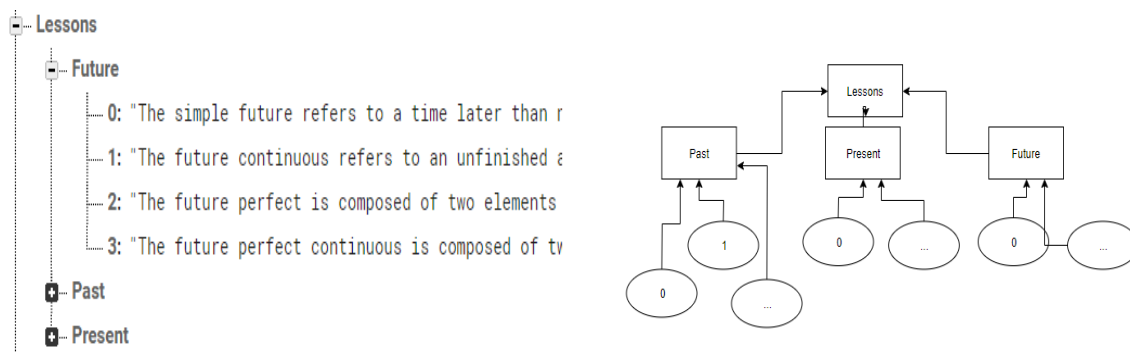 Lessons
Future
0: "The simple future refers to a time later than
1: "The future continuous refers to an unfinished
2: "The future perfect is composed of two elements
3: "The future perfect continuous is composed of
Past
Present
Lessons
Past
Present
Future
1
0
...
0
...
0
...